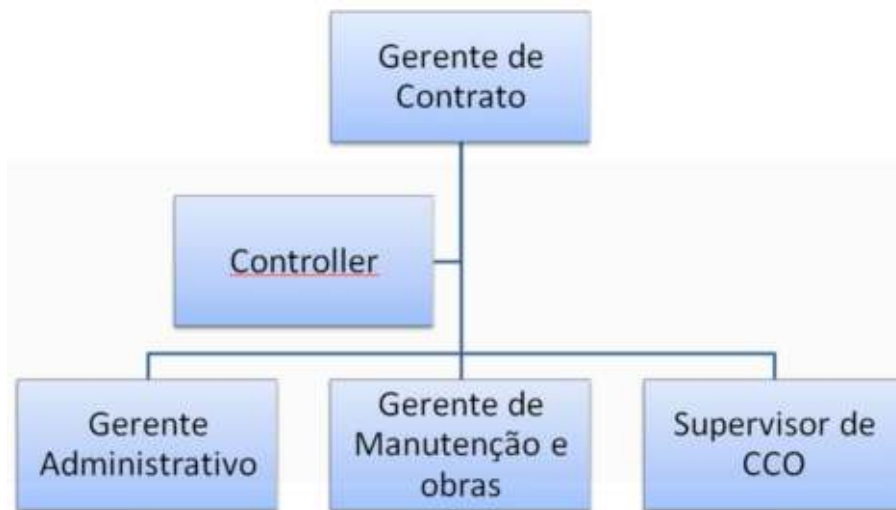 Gerente de
Contrato
Controller
Gerente
Administrativo
Gerente de
Manutenção e
obras
Supervisor de
CCO